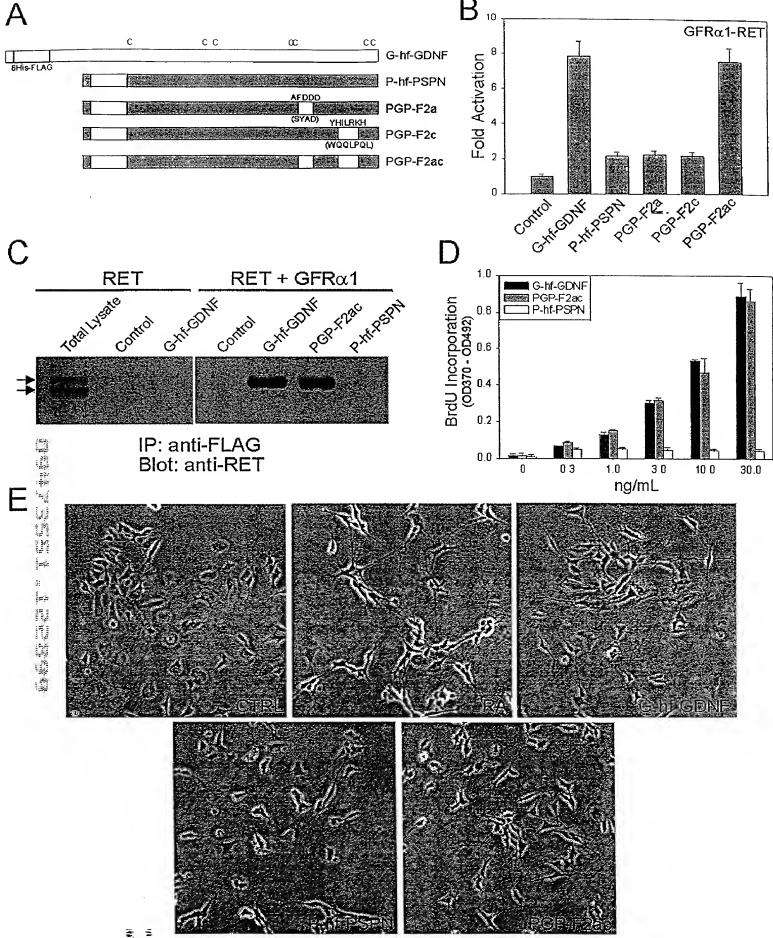 A
C C C CC C C
G-hf-GDNF
6His-FLAG
P-hf-PSPN
AFDDD
PGP-F2a
(SYAD) YHILRKH
PGP-F2c
(WQQLPQL)
PGP-F2ac
B
GFRα1-RET
Fold Activation
10
8
6
4
2
0
Control
G-hf-GDNF
P-hf-PSPN
PGP-F2a
PGP-F2c
PGP-F2ac
C
RET
RET + GFRα1
Total Lysate
Control
G-hf-GDNF
Control
G-hf-GDNF
PGP-F2ac
P-hf-PSPN
IP: anti-FLAG
Blot: anti-RET
D
G-hf-GDNF
PGP-F2ac
P-hf-PSPN
BrdU Incorporation
(OD370 - OD492)
1.0
0.8
0.6
0.4
0.2
0.0
0 0 3 1.0 3 0 10 0 30.0
ng/mL
E
CTRL
RA
G-hf-GDNF
P-hf-PSPN
PGP-F2ac